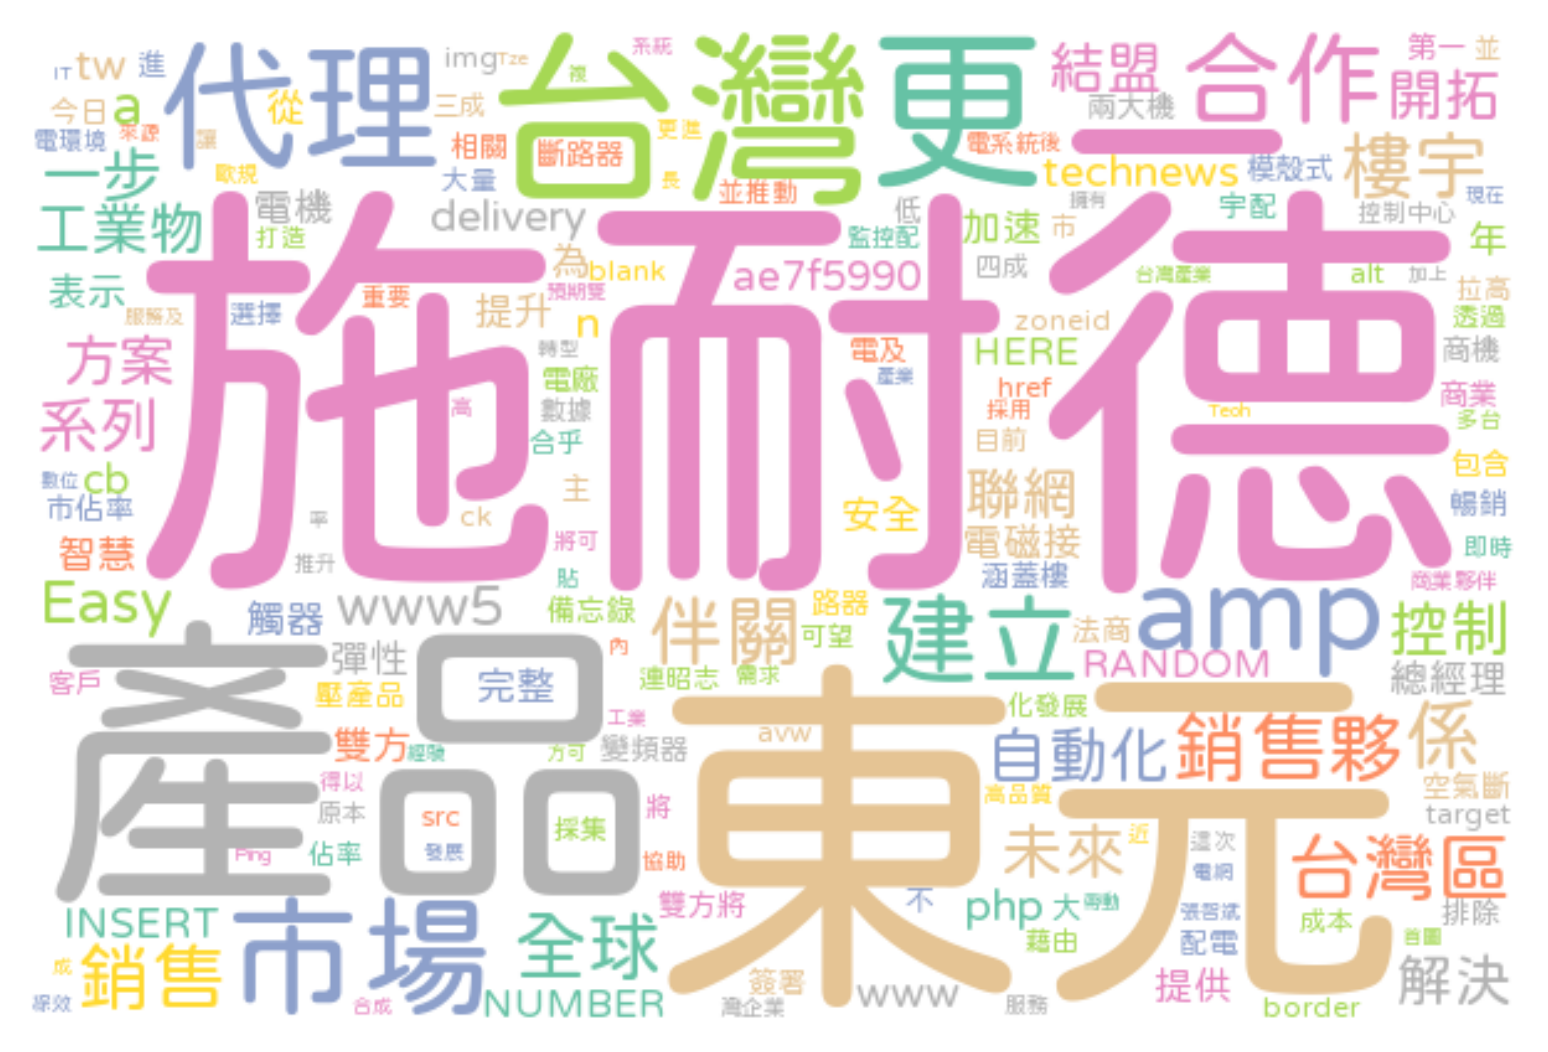 IT
tw
進
代理
img
Tze
台灣
系統
複
更
結盟
合作
第一
並
今日
a
從
三成
兩大機
開拓
電環境
來源
讓
相關
斷路器
更進
電系統後
樓宇
一步
歐規
大量
長
並推動
二
technews
模殼式
現在
工業物
電機
delivery
低
擁有
宇配
控制中心
打造
監控配
加速
市
年
施耐德
為
blank
ae7f5990
四成
台灣產業
alt
加上
表示
重要
預期雙
拉高
服務及
選擇
提升
n
zoneid
透過
方案
轉型
電及
HERE
商機
電廠
產業
href
商業
系列
高
數據
採用
Tech
多台
合乎
目前
包含
數位
cb
主
聯網
市佔率
平
ck
安全
暢銷
智慧
將可
電磁接
即時
推升
貼
涵蓋樓
商業夥伴
Easy
觸器
www5
備忘錄
伴關
路器
建立
法商
amp
控制
可望
產品
彈性
內
RANDOM
總經理
客戶
壓產品
完整
連昭志
需求
東元
化發展
工業
雙方
經驗
方可
變頻器
avw
自動化
銷售夥
係
得以
高品質
空氣斷
原本
src
採集
將
未來
近
這次
target
Ping
佔率
發展
協助
電網
台灣區
雙方將
不
php
大
張智斌
成本
排除
INSERT
市場
全球
藉由
配電
首圖
成
銷售
簽署
提供
解決
合成
NUMBER
灣企業
www
服務
border